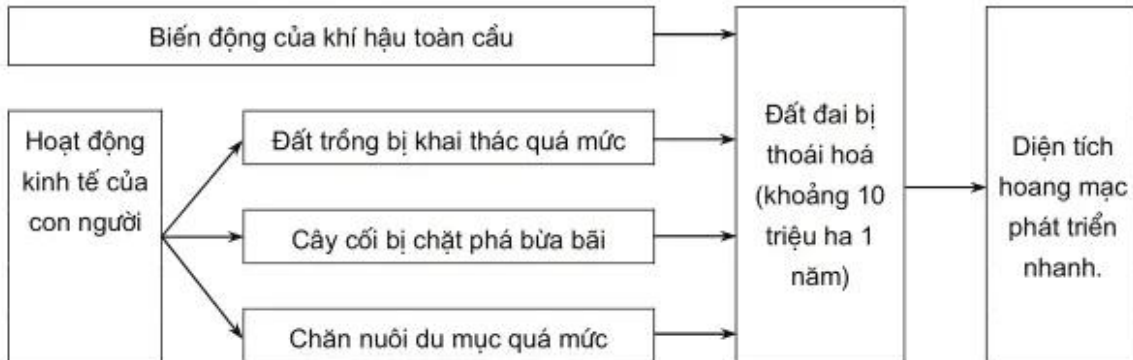 Biến động của khí hậu toàn cầu
Hoạt động
kinh tế của
con người
Đất trồng bị khai thác quá mức
Cây cối bị chặt phá bừa bãi
Chăn nuôi du mục quá mức
Đất đai bị
thoái hoá
(khoảng 10
triệu ha 1
năm)
Diện tích
hoang mạc
phát triển
nhanh.